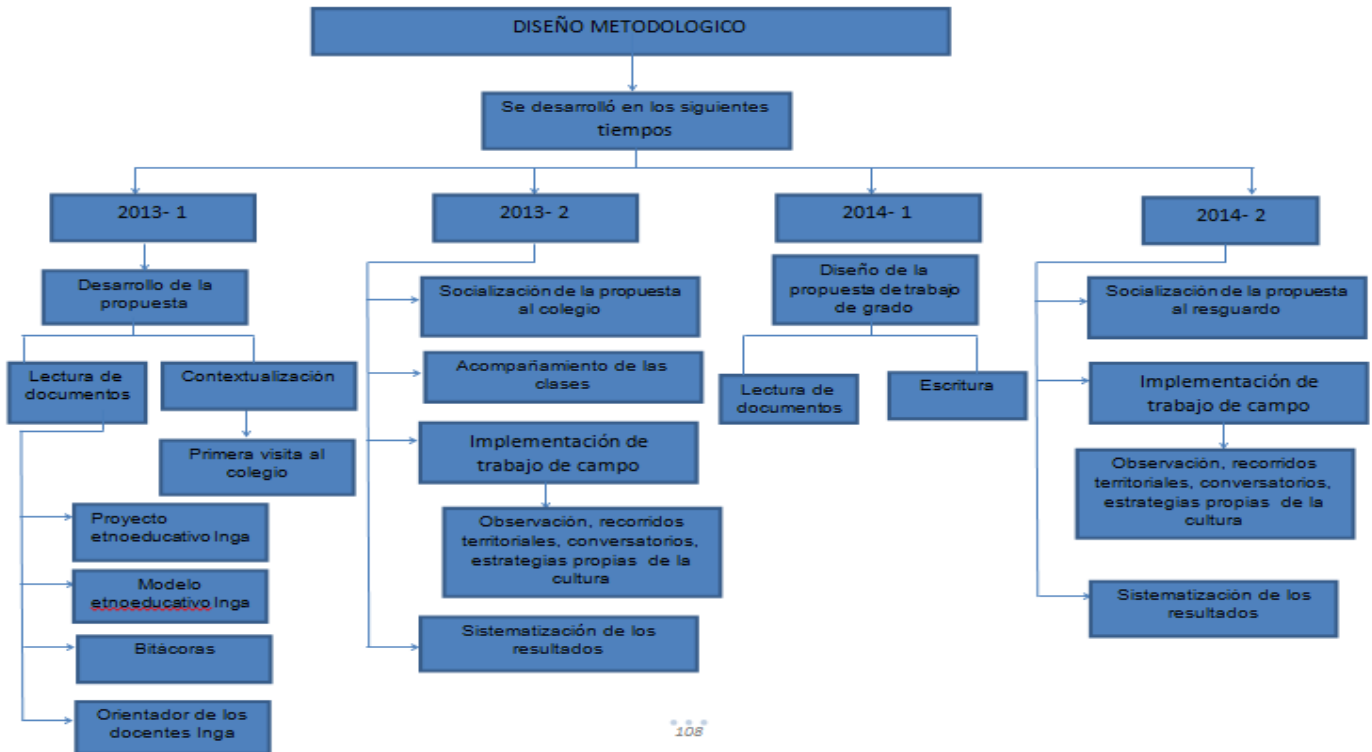 DISEÑO METODOLOGICO
Se desarrolló en los siguientes
tiempos
2013- 1
2013- 2
2014- 1
2014- 2
Desarrollo de la
propuesta
Lectura de
documentos
Contextualización
Primera visita al
colegio
Proyecto
etnoeducativo Inga
Modelo
etnoeducativo Inga
Bitácoras
Orientador de los
docentes Inga
Socialización de la propuesta
al colegio
Acompañamiento de las
clases
Implementación de
trabajo de campo
Observación, recorridos
territoriales, conversatorios,
estrategias propias de la
cultura
Sistematización de los
resultados
Diseño de la
propuesta de trabajo
de grado
Lectura de
documentos
Escritura
Socialización de la propuesta
al resguardo
Implementación de
trabajo de campo
Observación, recorridos
territoriales, conversatorios,
estrategias propias de la
cultura
Sistematización de los
resultados
108